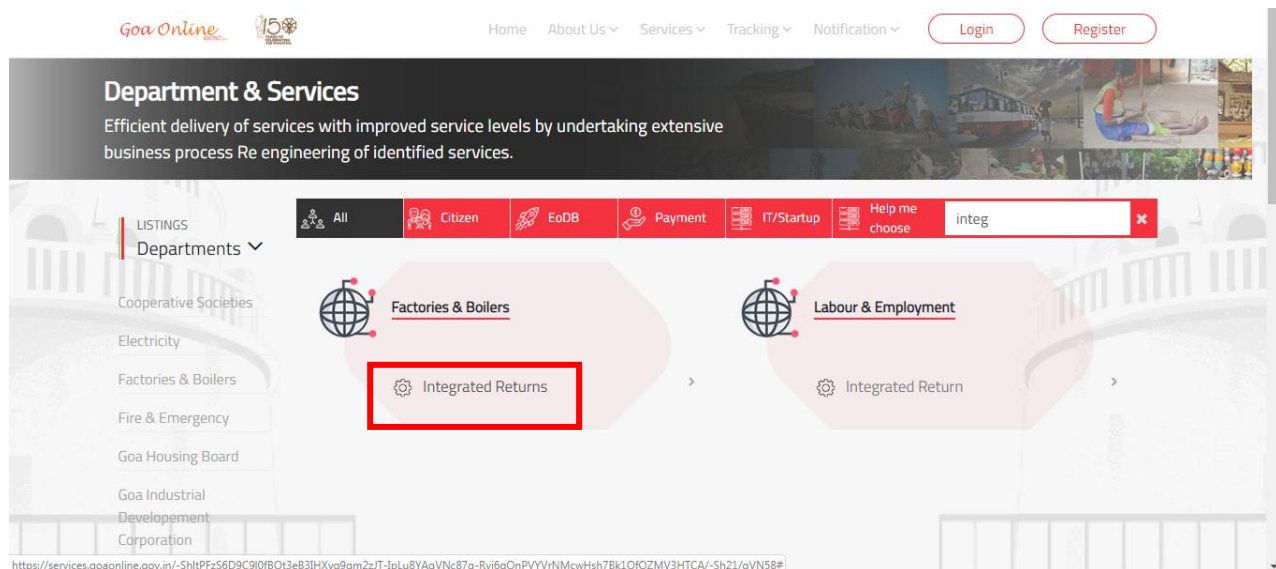 Goa Online
150
Home About Us Services Tracking Notification Login Register
Department & Services
Efficient delivery of services with improved service levels by undertaking extensive
business process Re engineering of identified services.
All Citizen EoDB Payment IT/Startup Help me choose integ
LISTINGS
Departments
Cooperative Societies
Electricity
Factories & Boilers
Fire & Emergency
Goa Housing Board
Goa Industrial
Developement
Corporation
Factories & Boilers
Integrated Returns
Labour & Employment
Integrated Return